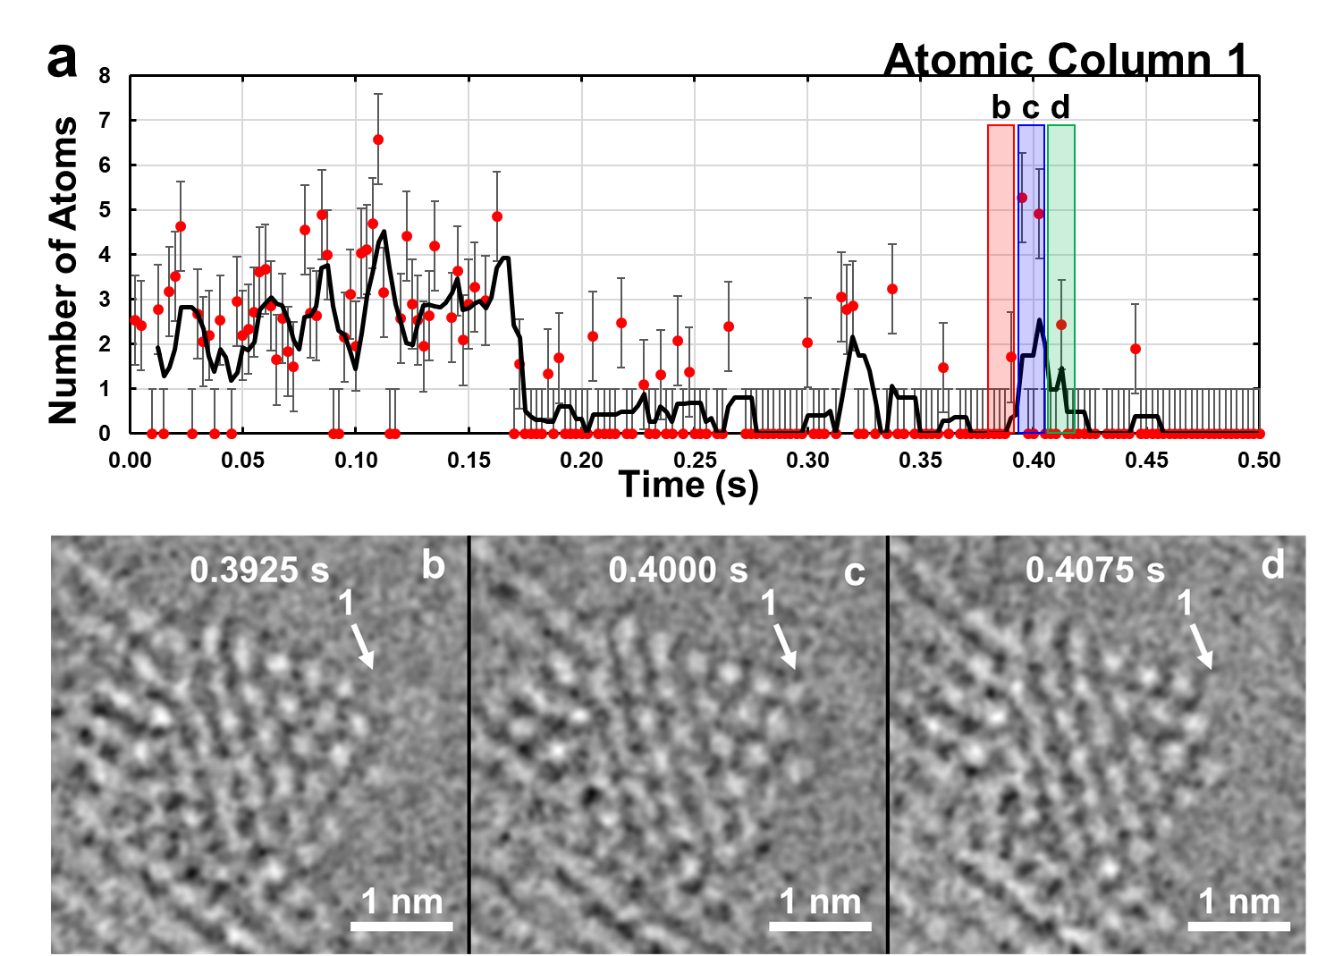 a
Atomic Column 1
b c d
Number of Atoms
8
7
6
5
4
3
2
1
0
0.00 0.05 0.10 0.15 0.20 0.25 0.30 0.35 0.40 0.45 0.50
Time (s)
0.3925 s b
1
1 nm
0.4000 s c
1
1 nm
0.4075 s d
1
1 nm